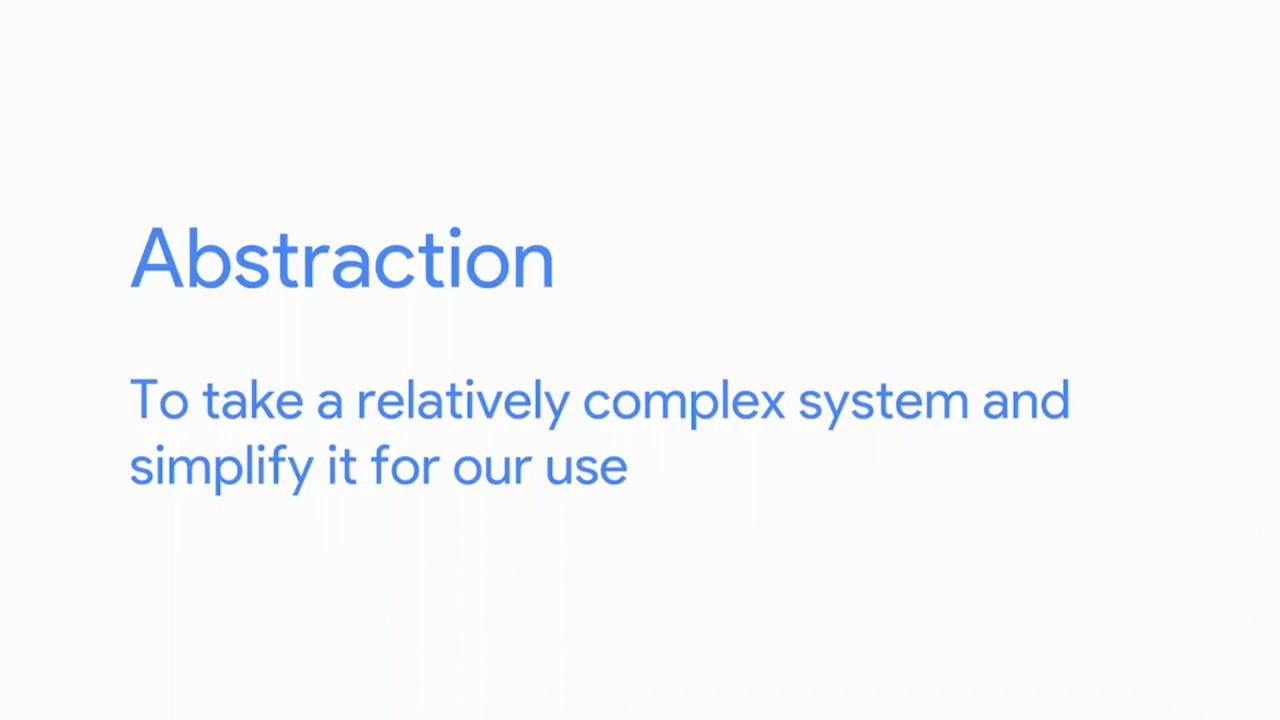 Abstraction
To take a relatively complex system and
simplify it for our use